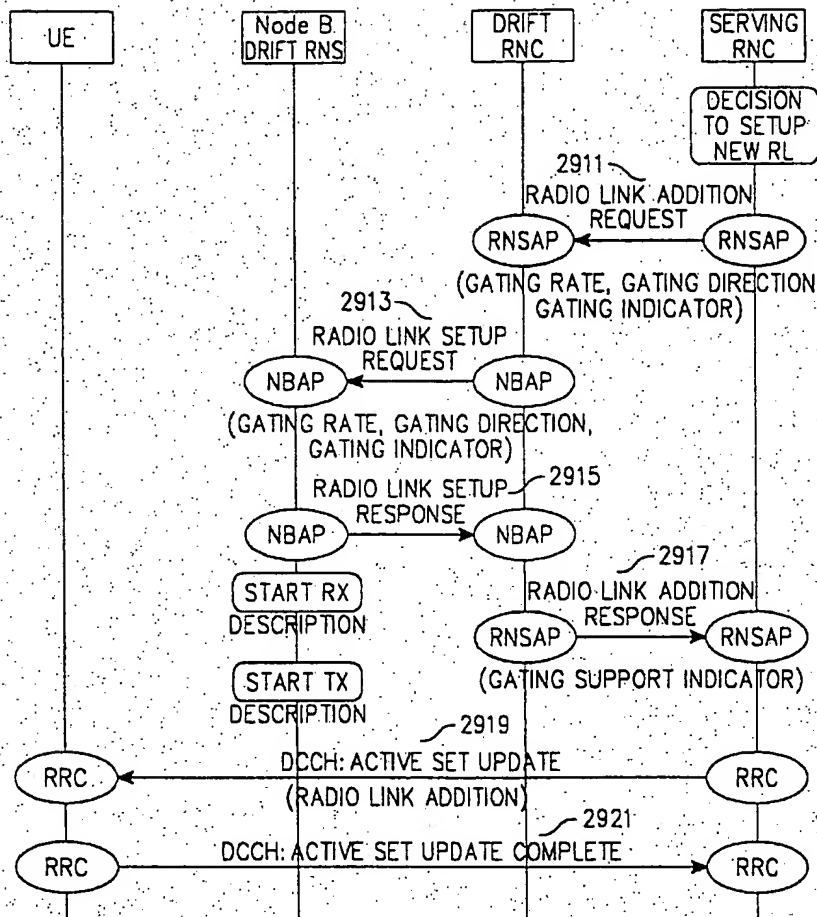 UE
Node B
DRIFT RNS
DRIFT
RNC
SERVING
RNC
DECISION
TO SETUP
NEW RL
2911
RADIO LINK ADDITION
REQUEST
RNSAP
RNSAP
(GATING RATE, GATING DIRECTION
GATING INDICATOR)
2913
RADIO LINK SETUP
REQUEST
NBAP
NBAP
(GATING RATE, GATING DIRECTION,
GATING INDICATOR)
RADIO LINK SETUP
RESPONSE
2915
NBAP
NBAP
START RX
DESCRIPTION
2917
RADIO LINK ADDITION
RESPONSE
RNSAP
RNSAP
(GATING SUPPORT INDICATOR)
START TX
DESCRIPTION
2919
RRC
DCCH: ACTIVE SET UPDATE
(RADIO LINK ADDITION)
RRC
2921
RRC
DCCH: ACTIVE SET UPDATE COMPLETE
RRC